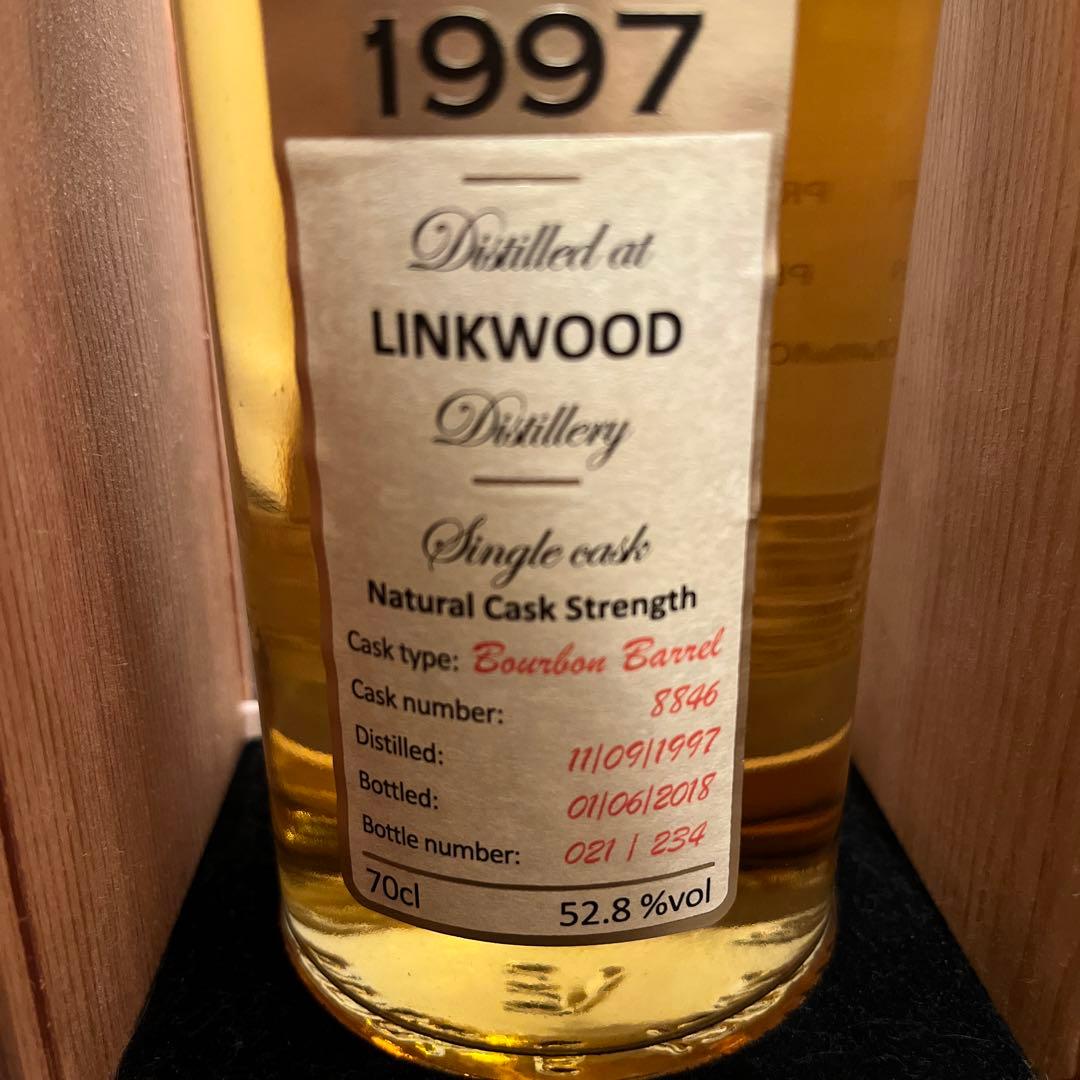 1997
Distilled at
LINKWOOD
Distillery
Single cask
Natural Cask Strength
Cask type: Bourbon Barrel
Cask number: 8846
Distilled: 11/09/1997
Bottled: 01/06/2018
Bottle number: 021 / 234
70cl 52.8 %vol